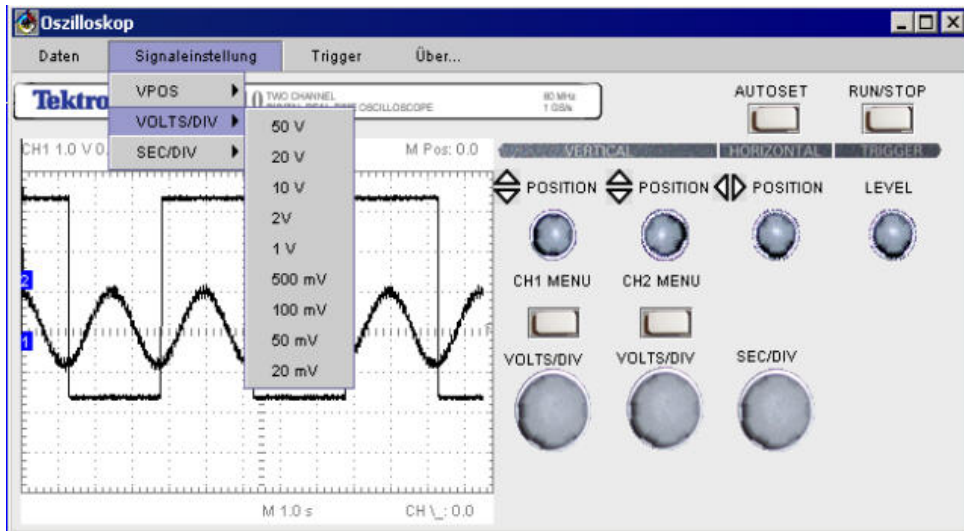 Oszilloskop
Daten Signaleinstellung Trigger Über...
Tektro
TWO CHANNEL
OSCILLOSCOPE
60 MHz
1 GS/s
VPOS
VOLTS/DIV
SEC/DIV
50 V
20 V
10 V
2V
1 V
500 mV
100 mV
50 mV
20 mV
CH1 1.0 V 0. M Pos: 0.0
2
1
M 1.0 s CH \_: 0.0
AUTOSET RUN/STOP
VERTICAL HORIZONTAL TRIGGER
POSITION POSITION POSITION LEVEL
CH1 MENU CH2 MENU
VOLTS/DIV VOLTS/DIV SEC/DIV